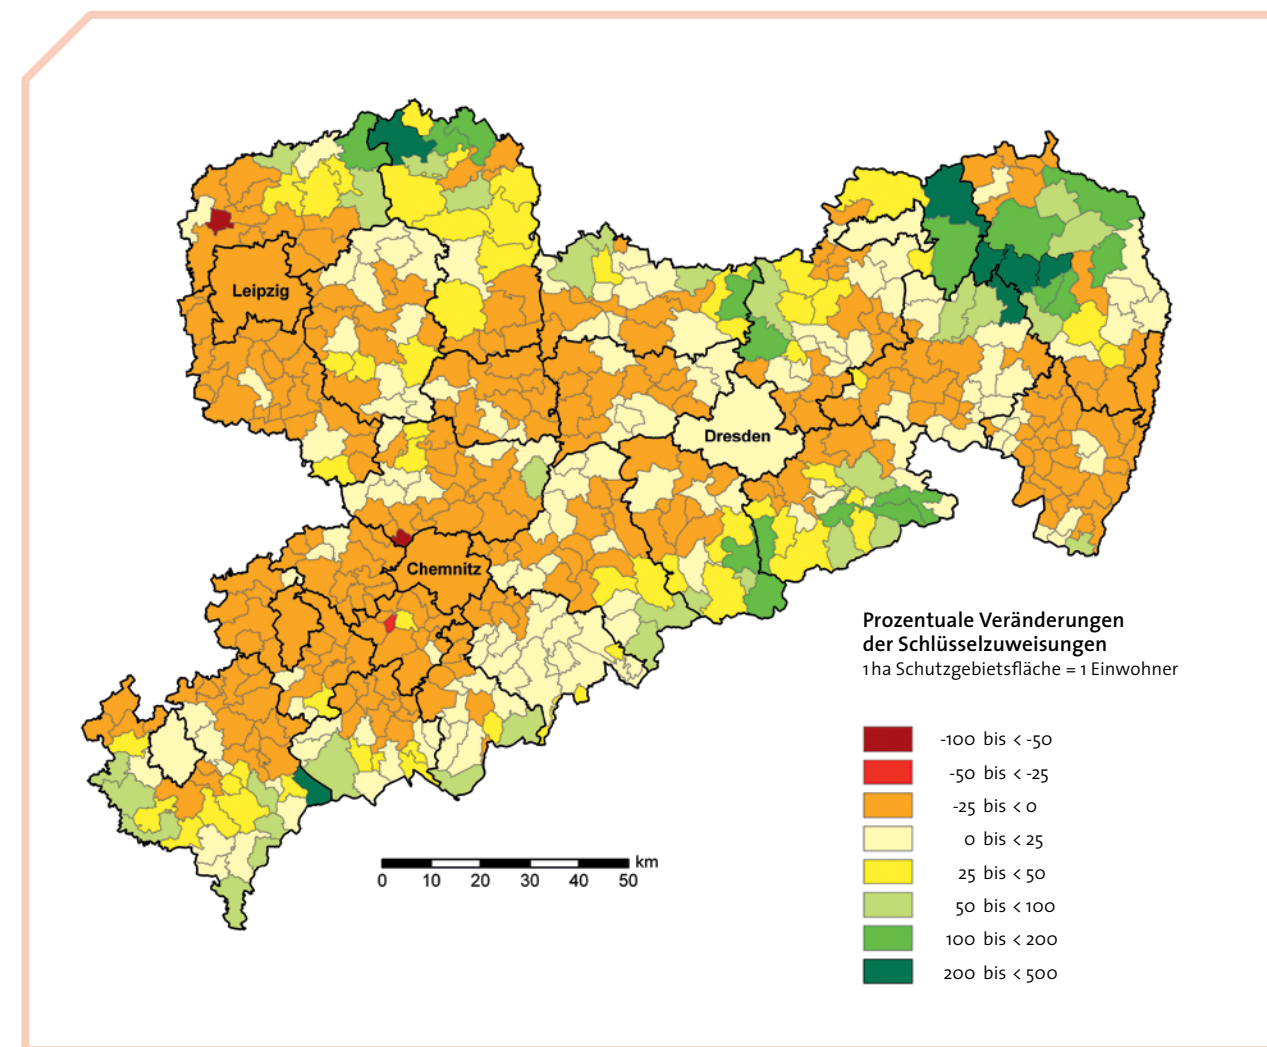 Leipzig
Dresden
Chemnitz
Prozentuale Veränderungen
der Schlüsselzuweisungen
1 ha Schutzgebietsfläche = 1 Einwohner
-100 bis < -50
-50 bis < -25
-25 bis < 0
0 bis < 25
25 bis < 50
50 bis < 100
100 bis < 200
200 bis < 500
km
0 10 20 30 40 50